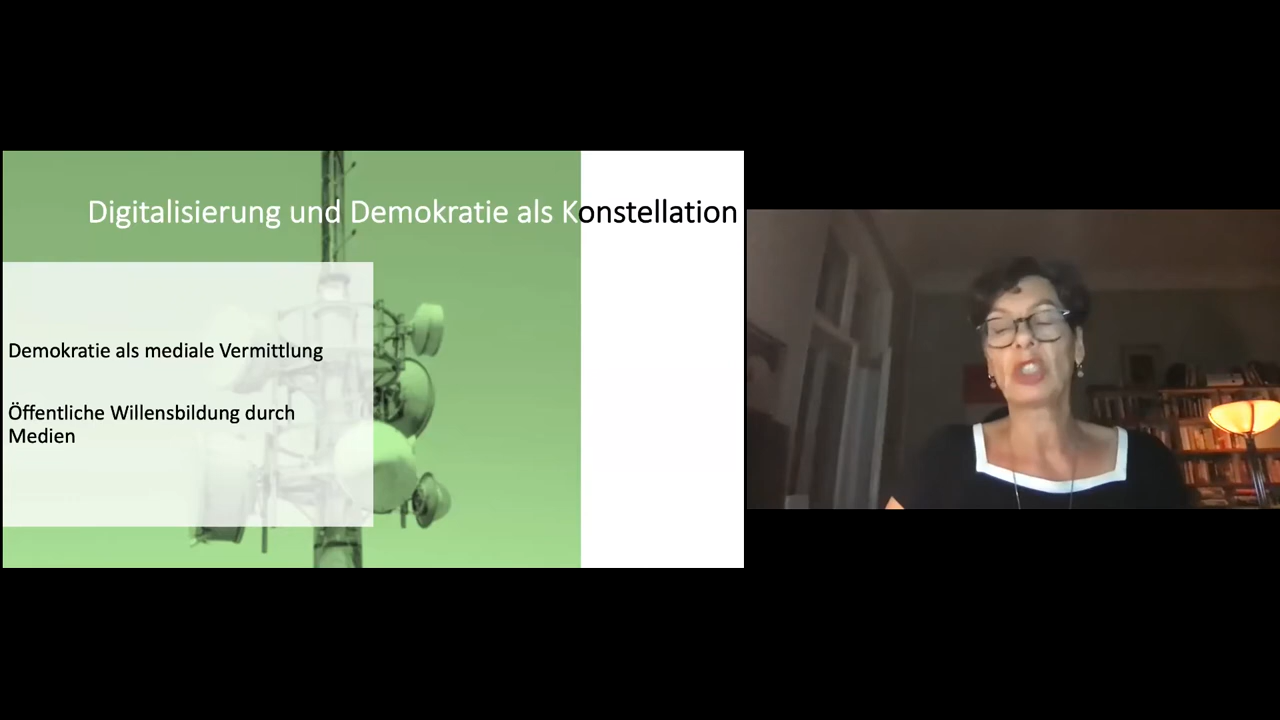 Digitalisierung und Demokratie als Konstellation
Demokratie als mediale Vermittlung
Öffentliche Willensbildung durch
Medien